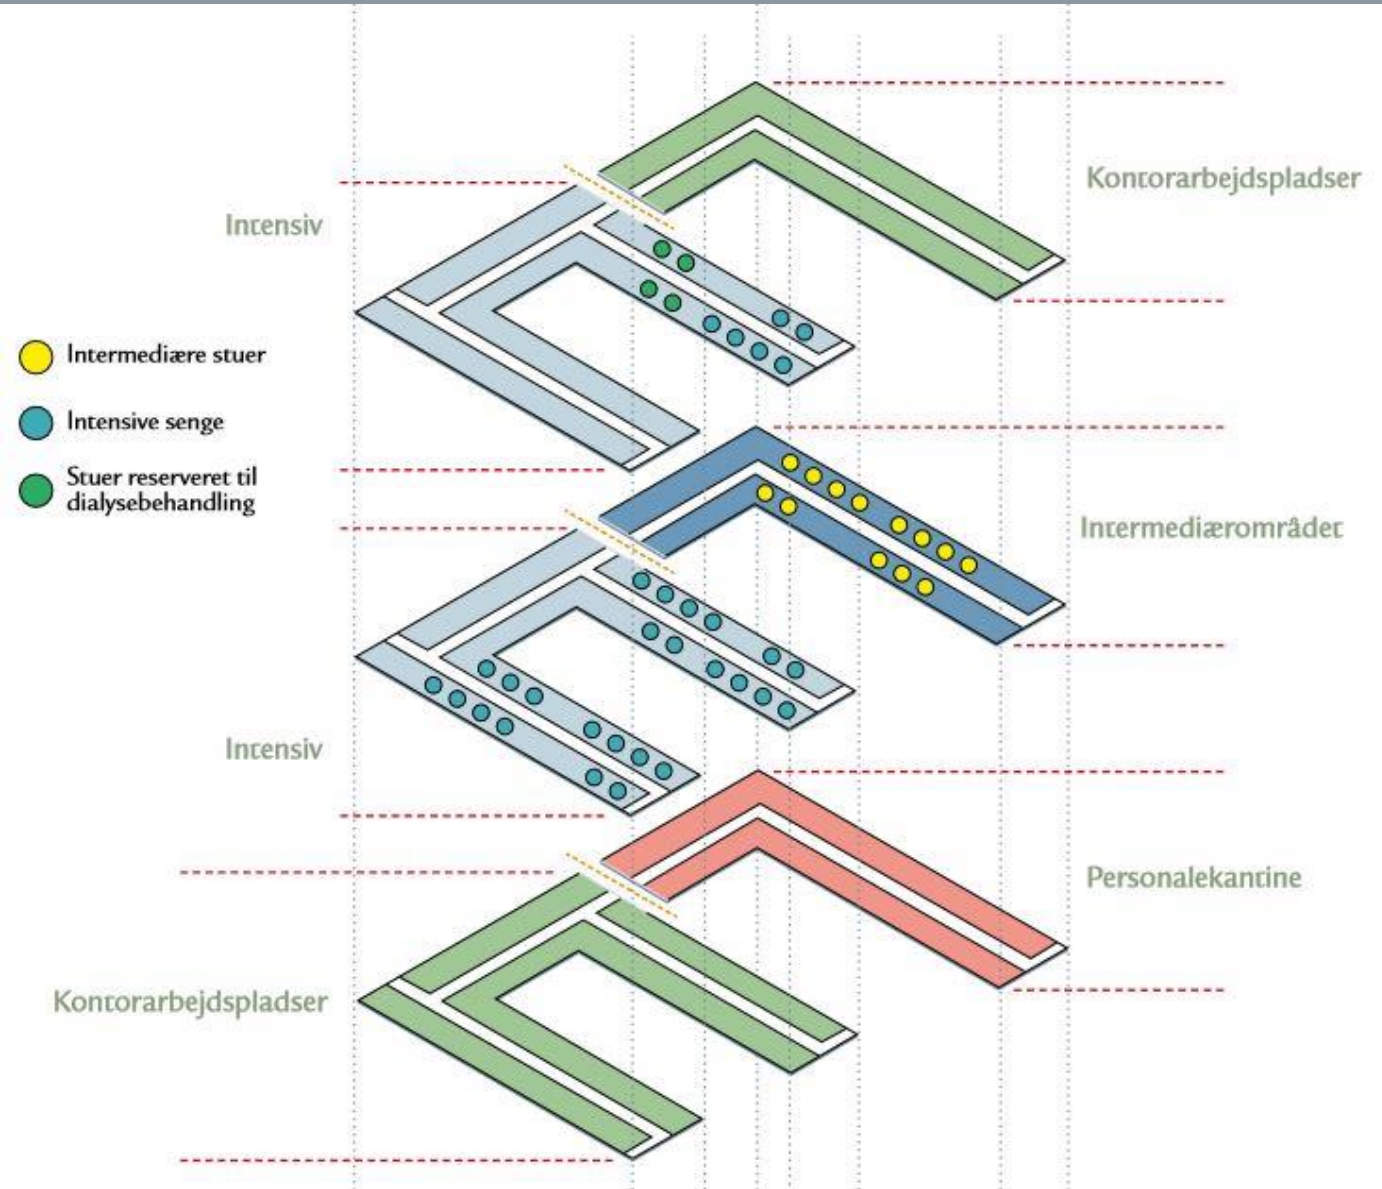 Kontorarbejdspladser
Intensiv
Intermediære stuer
Intensive senge
Stuer reserveret til
dialysebehandling
Intermediærområdet
Intensiv
Personalekantine
Kontorarbejdspladser